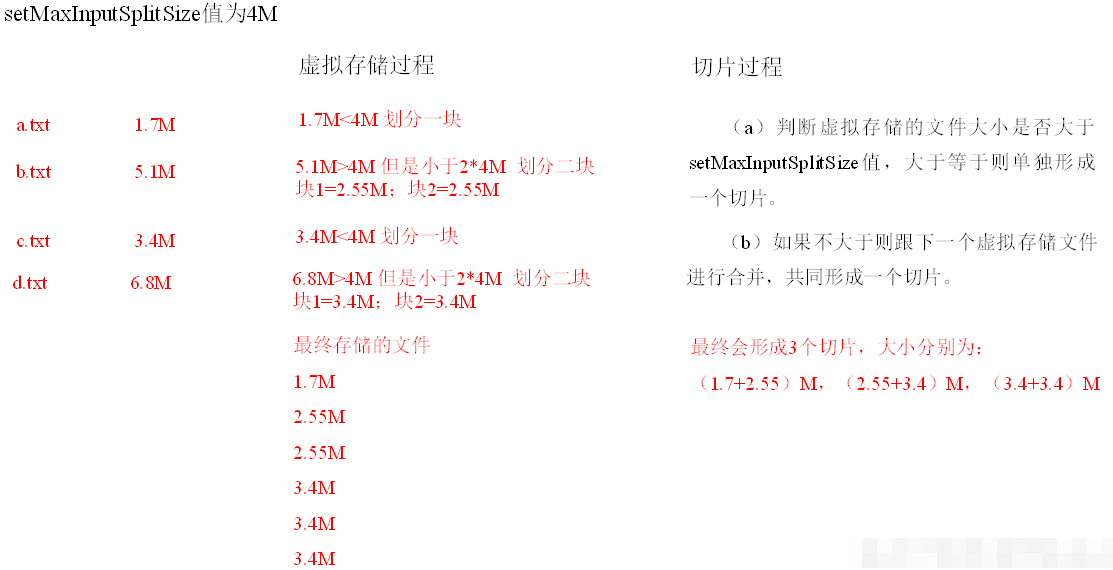 setMaxInputSplitSize值为4M
虚拟存储过程
切片过程
a.txt 1.7M 1.7M<4M 划分一块
b.txt 5.1M 5.1M>4M 但是小于2*4M 划分二块
块1=2.55M；块2=2.55M
c.txt 3.4M 3.4M<4M 划分一块
d.txt 6.8M 6.8M>4M 但是小于2*4M 划分二块
块1=3.4M；块2=3.4M
最终存储的文件
1.7M
2.55M
2.55M
3.4M
3.4M
3.4M
（a）判断虚拟存储的文件大小是否大于
setMaxInputSplitSize值，大于等于则单独形成
一个切片。
（b）如果不大于则跟下一个虚拟存储文件
进行合并，共同形成一个切片。
最终会形成3个切片，大小分别为：
（1.7+2.55）M，（2.55+3.4）M，（3.4+3.4）M